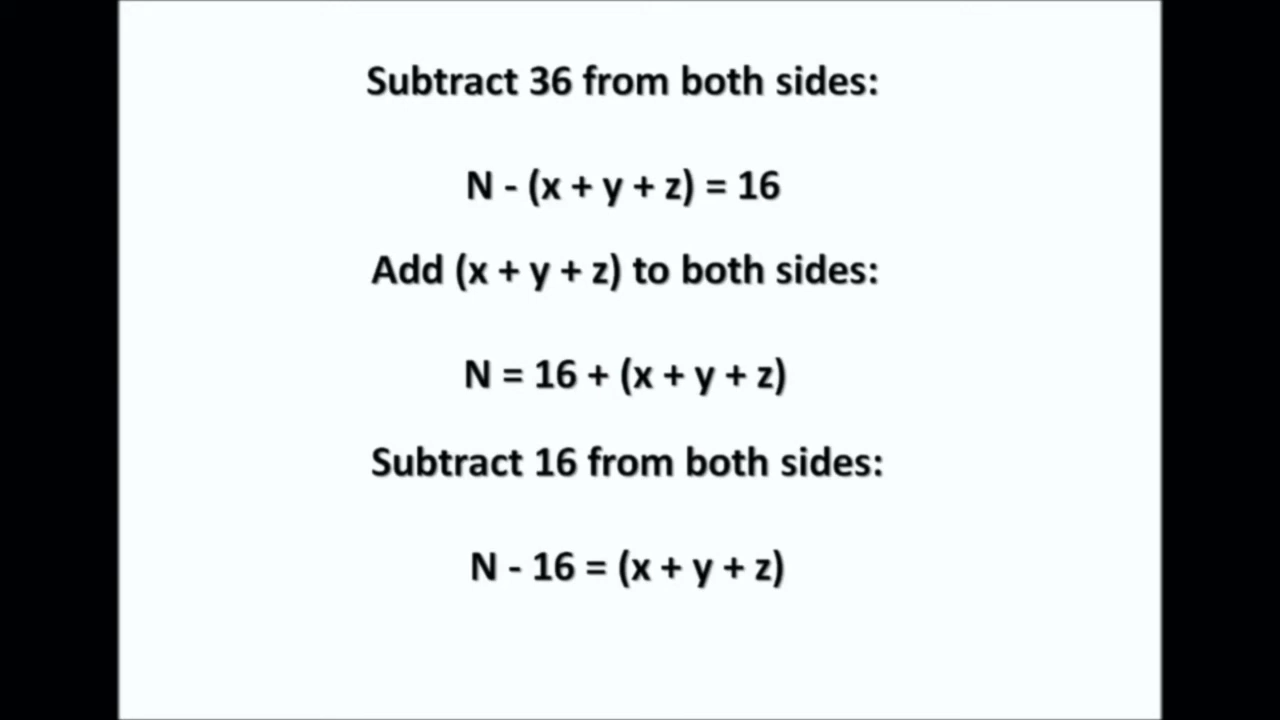 Subtract 36 from both sides:
N - (x + y + z) = 16
Add (x + y + z) to both sides:
N = 16 + (x + y + z)
Subtract 16 from both sides:
N - 16 = (x + y + z)